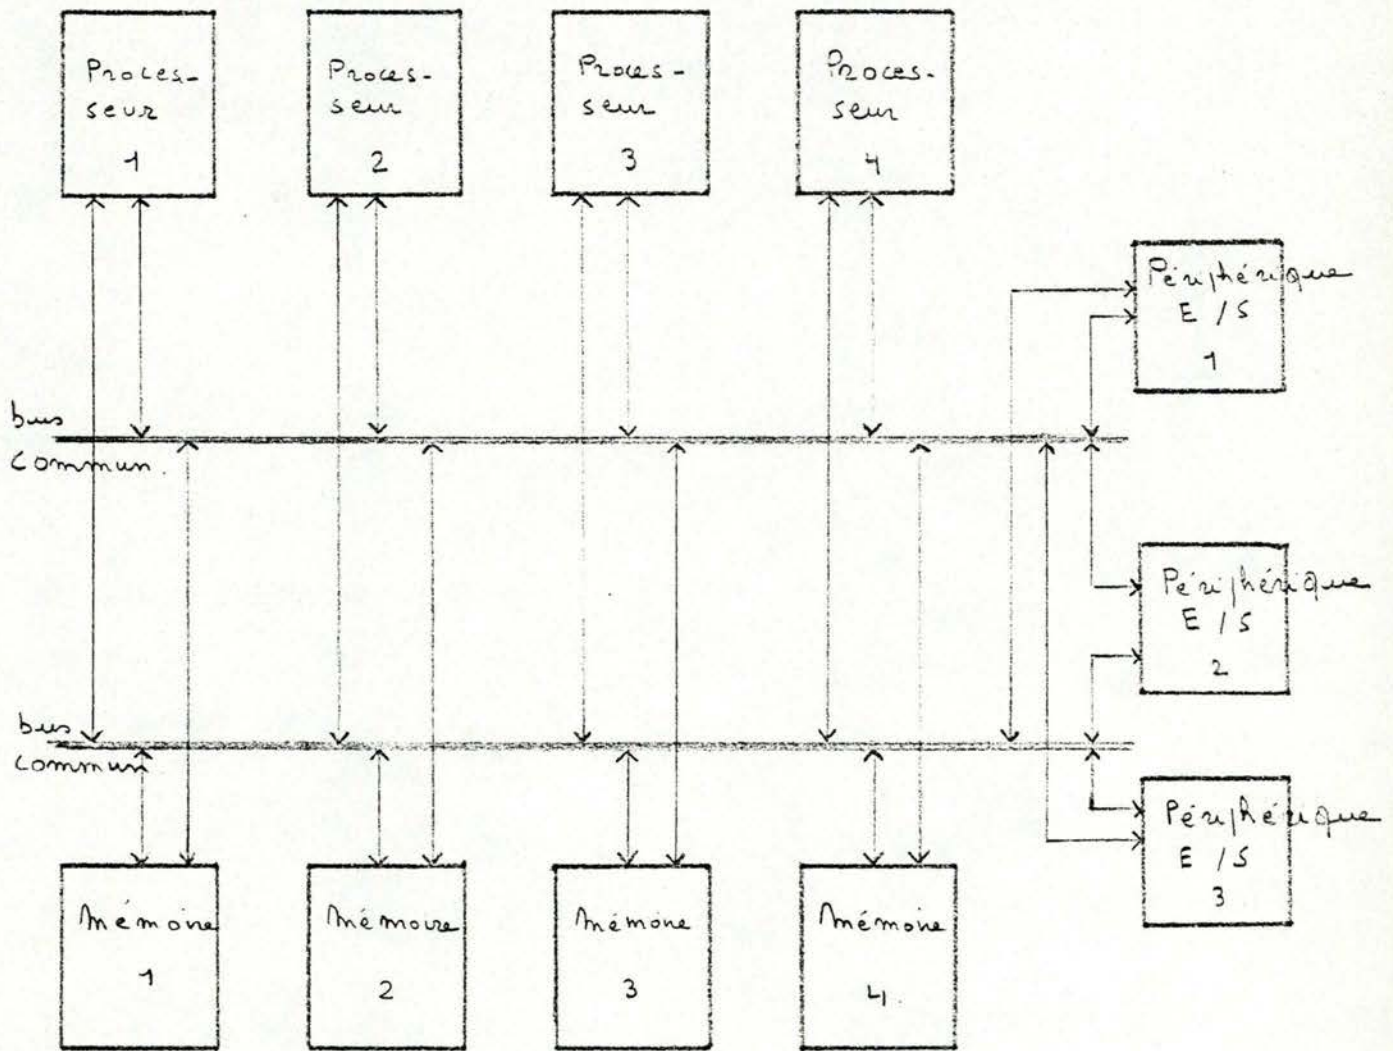 Proces-
seur
1
Proces-
seur
2
Proces-
seur
3
Proces-
seur
4
Périphérique
E / S
1
bus
commun.
Périphérique
E / S
2
bus
commun
Périphérique
E / S
3
Mémoire
1
Mémoire
2
Mémoire
3
Mémoire
4.